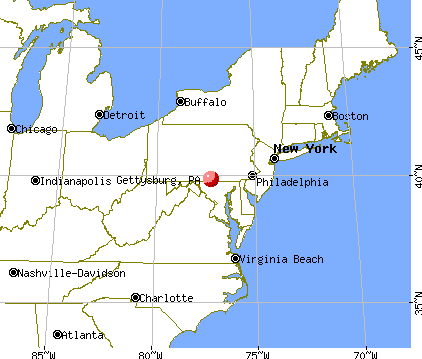 45°N
Buffalo
Detroit
Boston
Chicago
New York
40°N
Indianapolis
Gettysburg, PA
Philadelphia
Virginia Beach
Nashville-Davidson
Charlotte
35°N
Atlanta
85°W
80°W
75°W
70°W